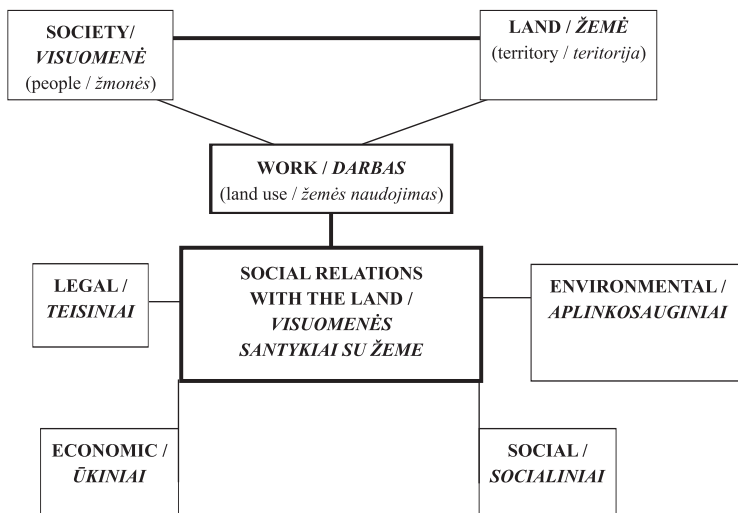 SOCIETY/
VISUOMENĖ
(people / žmonės)
LAND / ŽEMĖ
(territory / teritorija)
WORK / DARBAS
(land use / žemės naudojimas)
LEGAL /
TEISINIAI
SOCIAL RELATIONS
WITH THE LAND /
VISUOMENĖS
SANTYKIAI SU ŽEME
ENVIRONMENTAL /
APLINKOSAUGINIAI
ECONOMIC /
ŪKINIAI
SOCIAL /
SOCIALINIAI